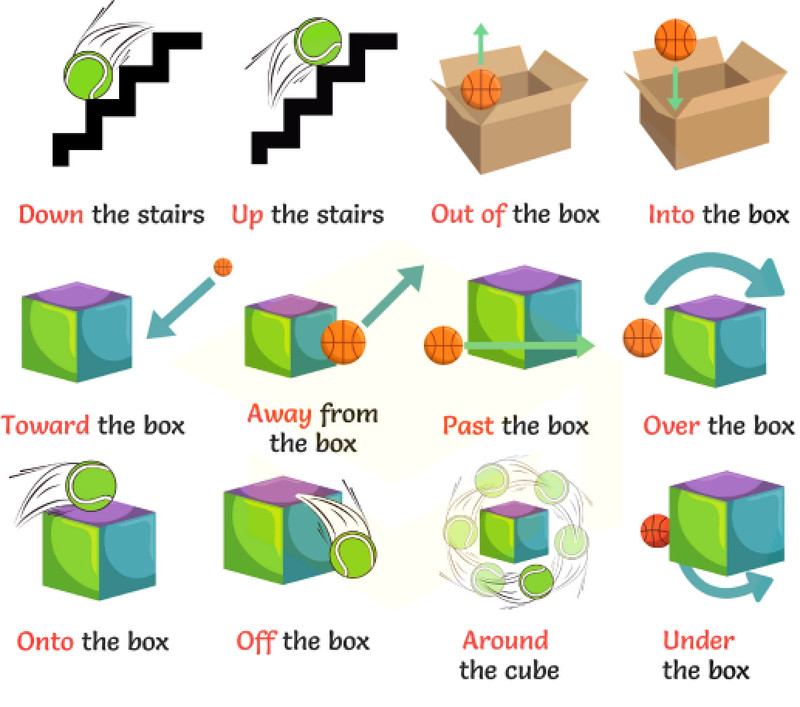 Down the stairs
Up the stairs
Out of the box
Into the box
Toward the box
Away from
the box
Past the box
Over the box
Onto the box
Off the box
Around
the cube
Under
the box